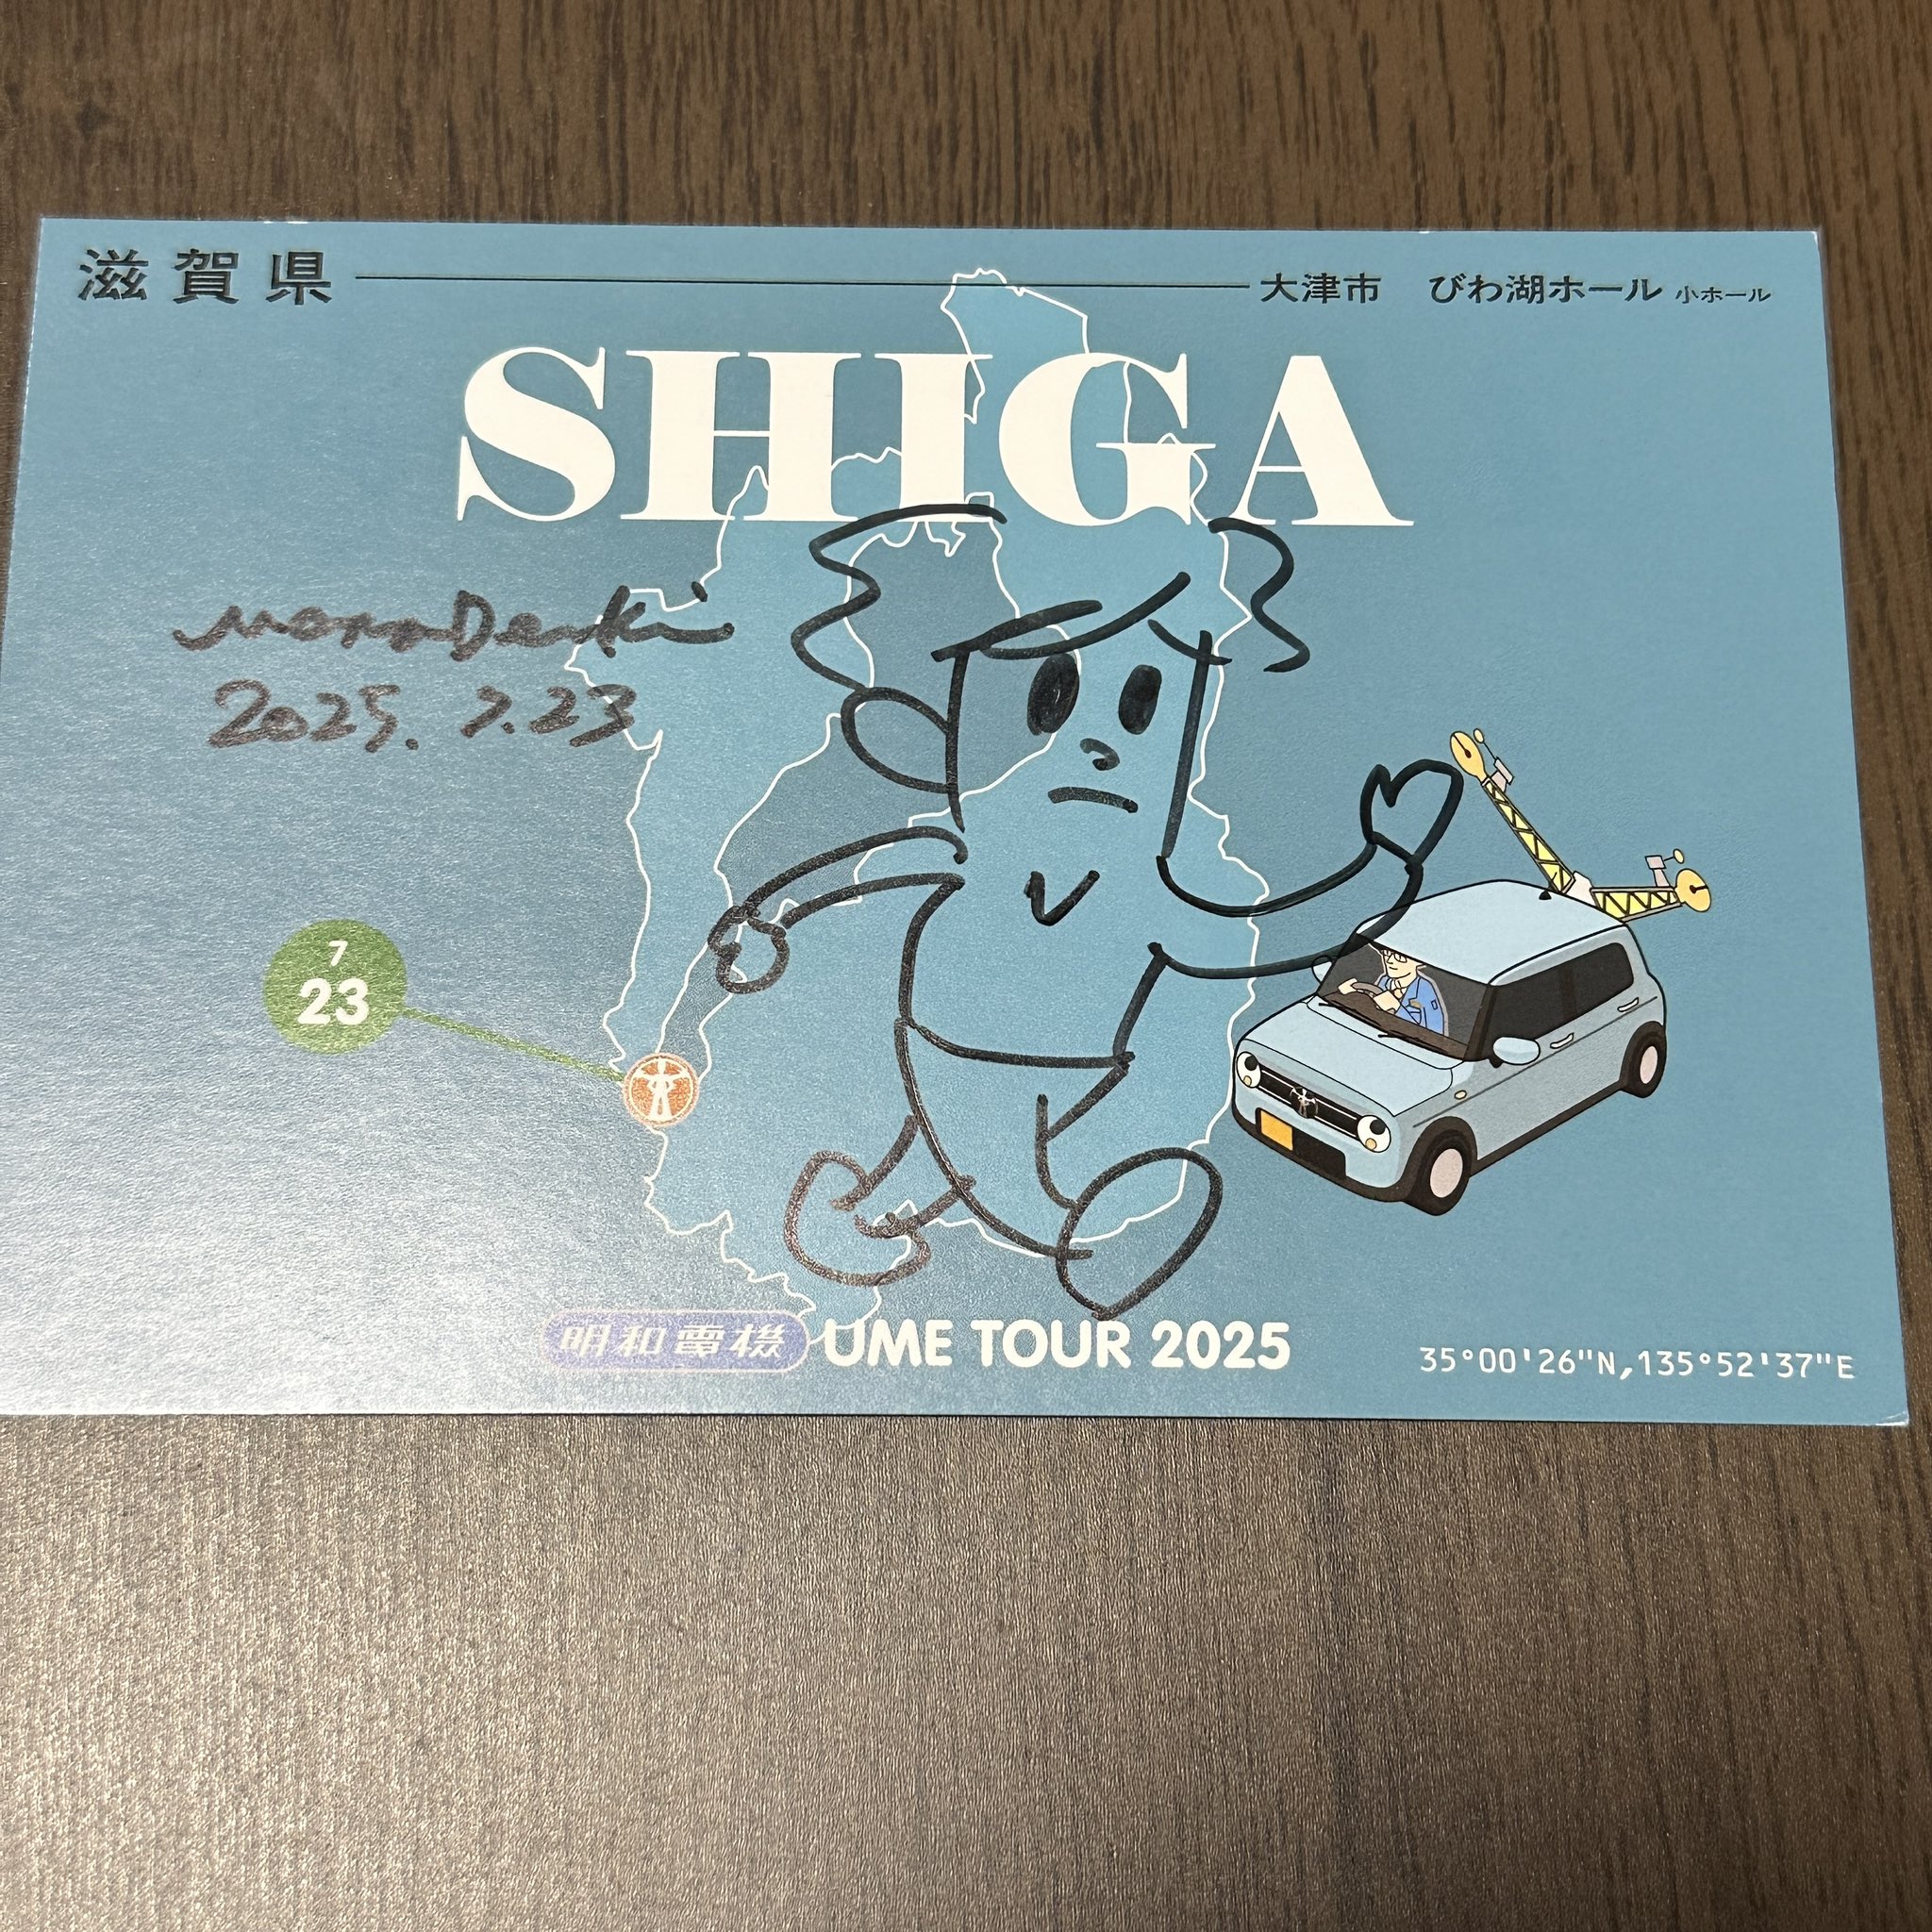 滋賀県 大津市 びわ湖ホール 小ホール
SHIGA
MaywaDenki
2025. 7.23
7
23
明和電機 UME TOUR 2025
35°00'26"N,135°52'37"E